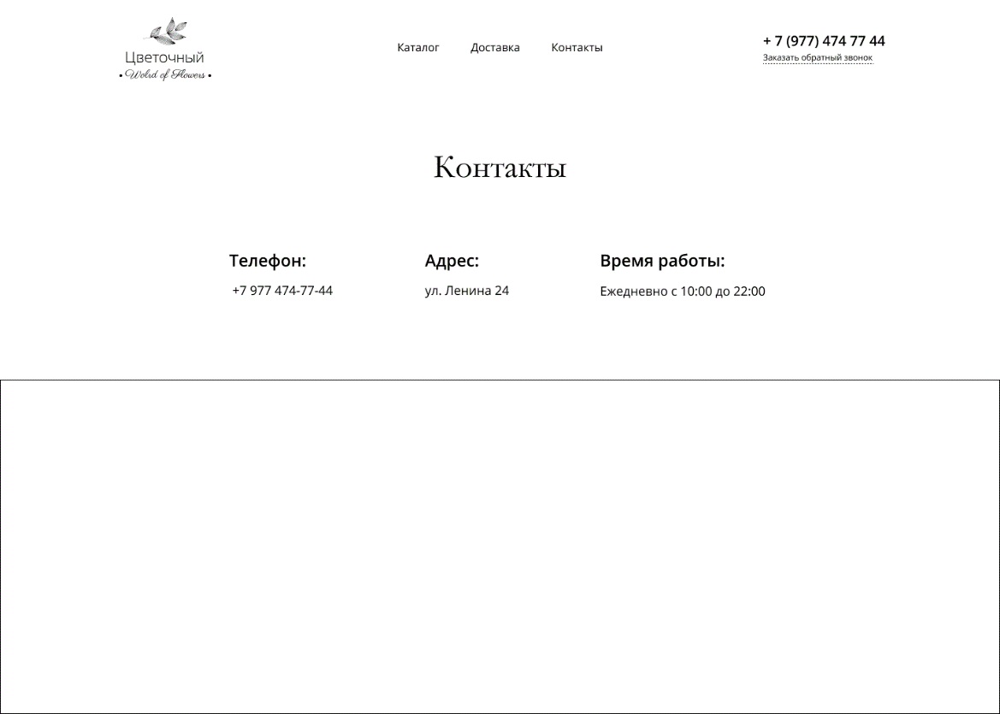 Цветочный
• Wolrd of Flowers •
Каталог Доставка Контакты
+ 7 (977) 474 77 44
Заказать обратный звонок
Контакты
Телефон:
+7 977 474-77-44
Адрес:
ул. Ленина 24
Время работы:
Ежедневно с 10:00 до 22:00